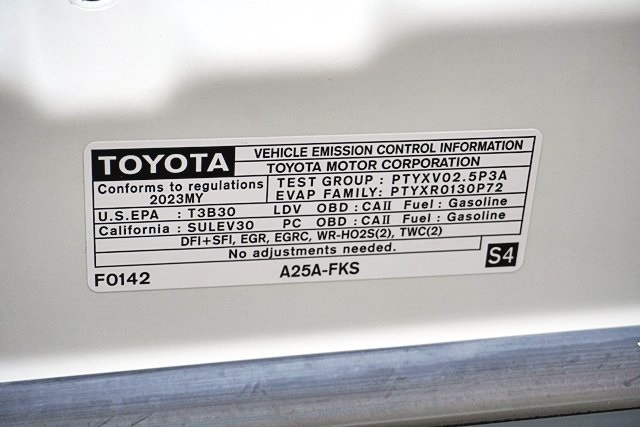 TOYOTA
VEHICLE EMISSION CONTROL INFORMATION
TOYOTA MOTOR CORPORATION
Conforms to regulations
2023MY
TEST GROUP : PTYXV02.5P3A
EVAP FAMILY: PTYXR0130P72
U.S.EPA : T3B30 LDV OBD : CAII Fuel : Gasoline
California : SULEV30 PC OBD : CAII Fuel : Gasoline
DFI+SFI, EGR, EGRC, WR-HO2S(2), TWC(2)
No adjustments needed.
F0142 A25A-FKS S4